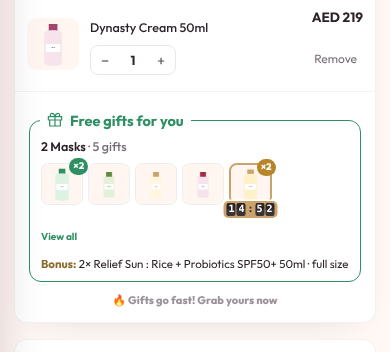 AED 219
Dynasty Cream 50ml
− 1 +
Remove
Free gifts for you
2 Masks · 5 gifts
×2
×2
14:52
View all
Bonus: 2× Relief Sun : Rice + Probiotics SPF50+ 50ml · full size
🔥 Gifts go fast! Grab yours now